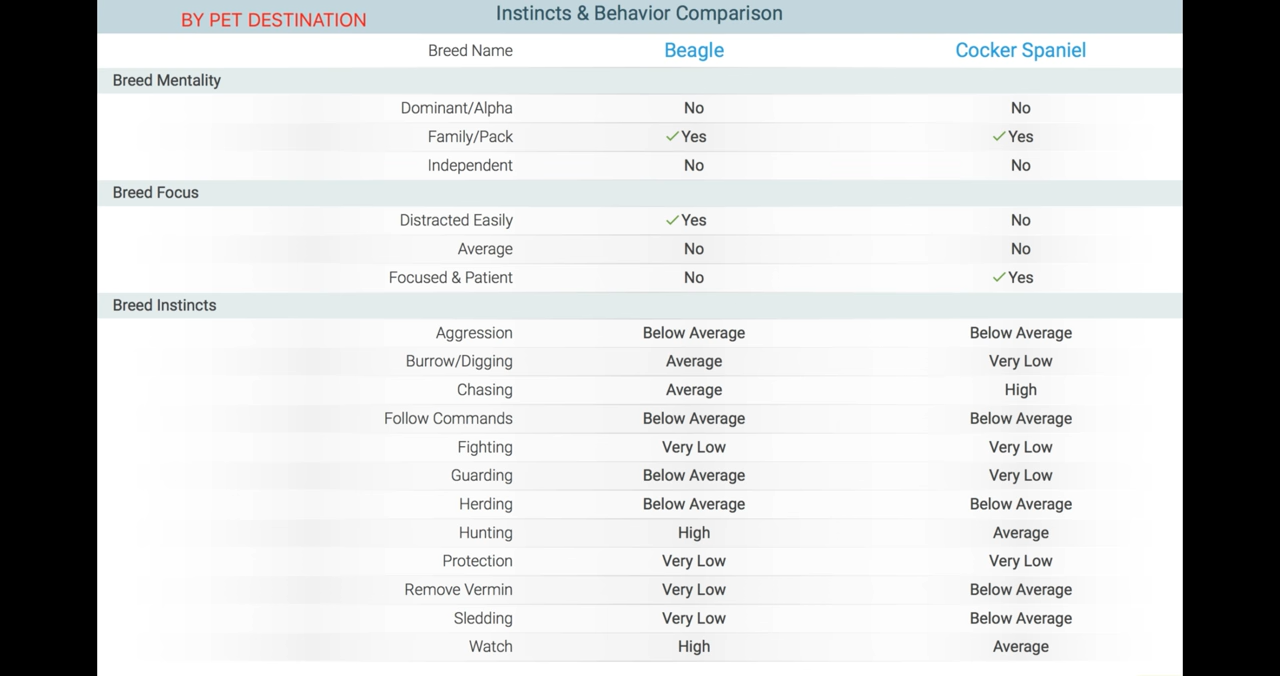 BY PET DESTINATION Instincts & Behavior Comparison
Breed Name Beagle Cocker Spaniel
Breed Mentality
Dominant/Alpha No No
Family/Pack ✓Yes ✓Yes
Independent No No
Breed Focus
Distracted Easily ✓Yes No
Average No No
Focused & Patient No ✓Yes
Breed Instincts
Aggression Below Average Below Average
Burrow/Digging Average Very Low
Chasing Average High
Follow Commands Below Average Below Average
Fighting Very Low Very Low
Guarding Below Average Very Low
Herding Below Average Below Average
Hunting High Average
Protection Very Low Very Low
Remove Vermin Very Low Below Average
Sledding Very Low Below Average
Watch High Average